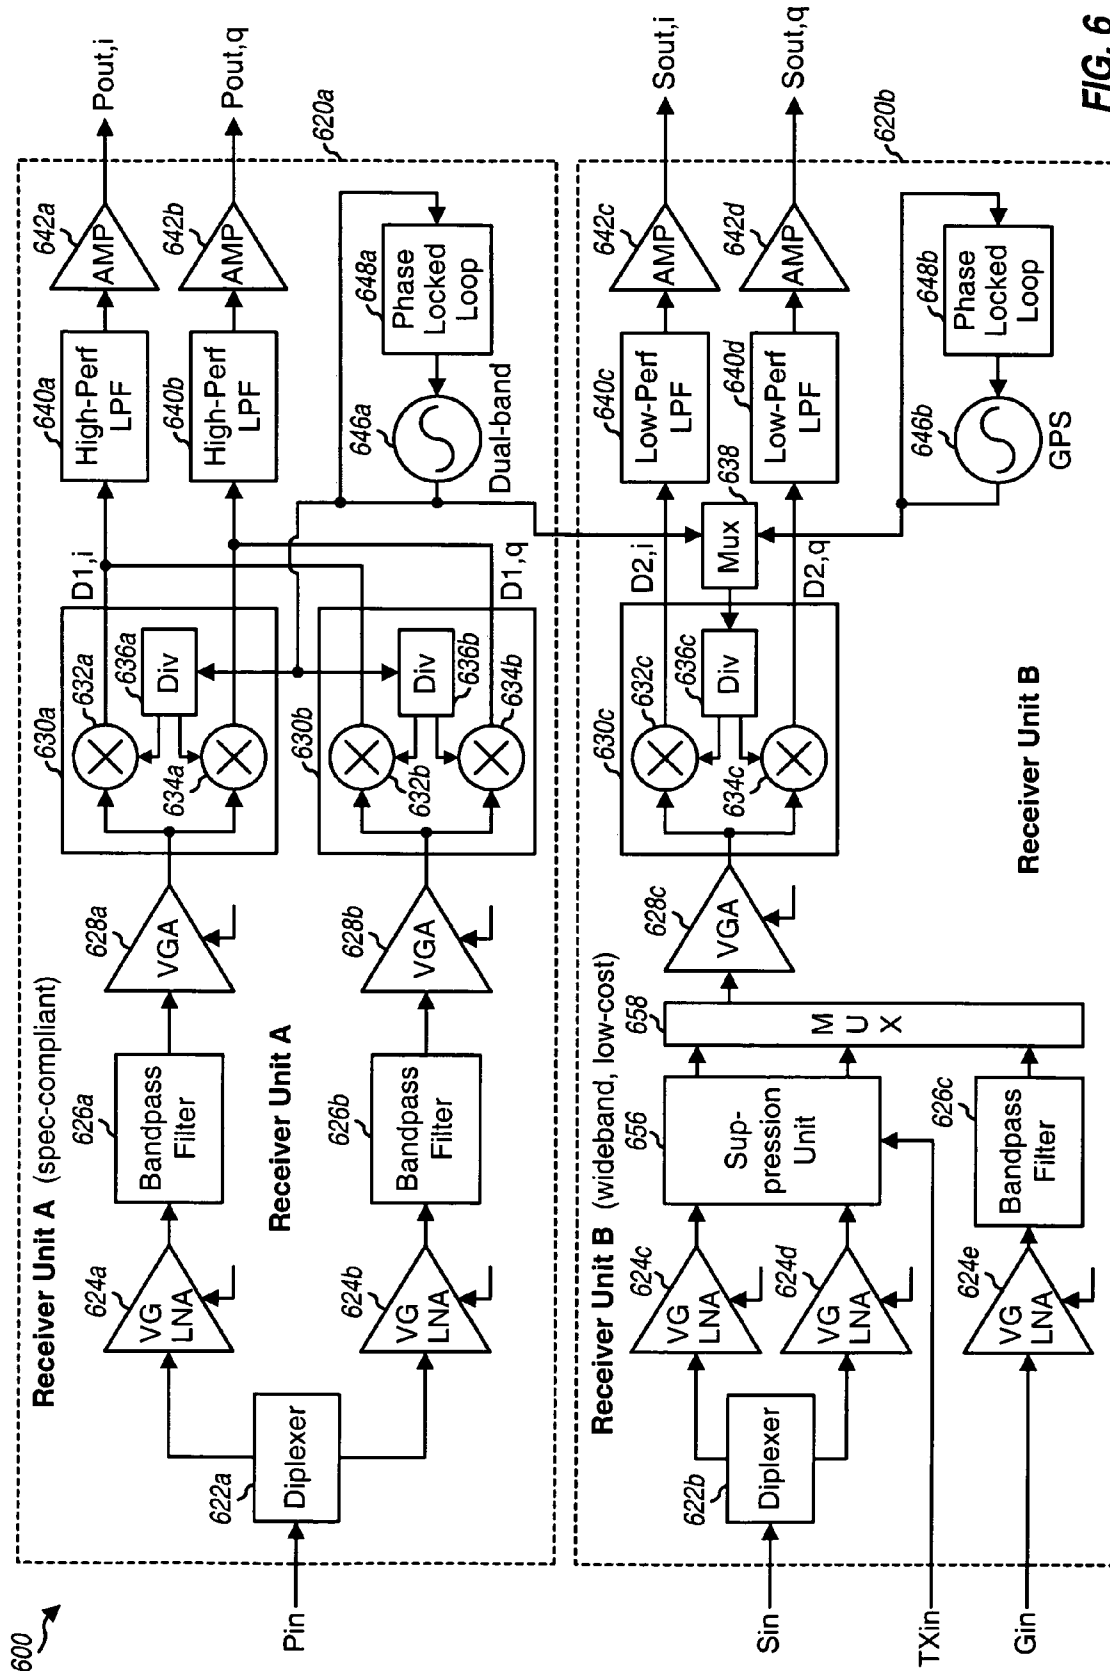 600
Receiver Unit A (spec-compliant)
Receiver Unit A
Pin
622a
Diplexer
624a
VG
LNA
624b
VG
LNA
626a
Bandpass
Filter
626b
Bandpass
Filter
628a
VGA
628b
VGA
630a
632a
634a
636a
Div
630b
632b
634b
636b
Div
D1,i
D1,q
640a
High-Perf
LPF
640b
High-Perf
LPF
642a
AMP
642b
AMP
Pout,i
Pout,q
646a
Dual-band
648a
Phase
Locked
Loop
620a
Receiver Unit B (wideband, low-cost)
Receiver Unit B
Sin
TXin
Gin
622b
Diplexer
624c
VG
LNA
624d
VG
LNA
624e
VG
LNA
656
Sup-
pression
Unit
626c
Bandpass
Filter
658
M
U
X
628c
VGA
630c
632c
634c
636c
Div
638
Mux
D2,i
D2,q
640c
Low-Perf
LPF
640d
Low-Perf
LPF
642c
AMP
642d
AMP
Sout,i
Sout,q
646b
GPS
648b
Phase
Locked
Loop
620b
FIG. 6